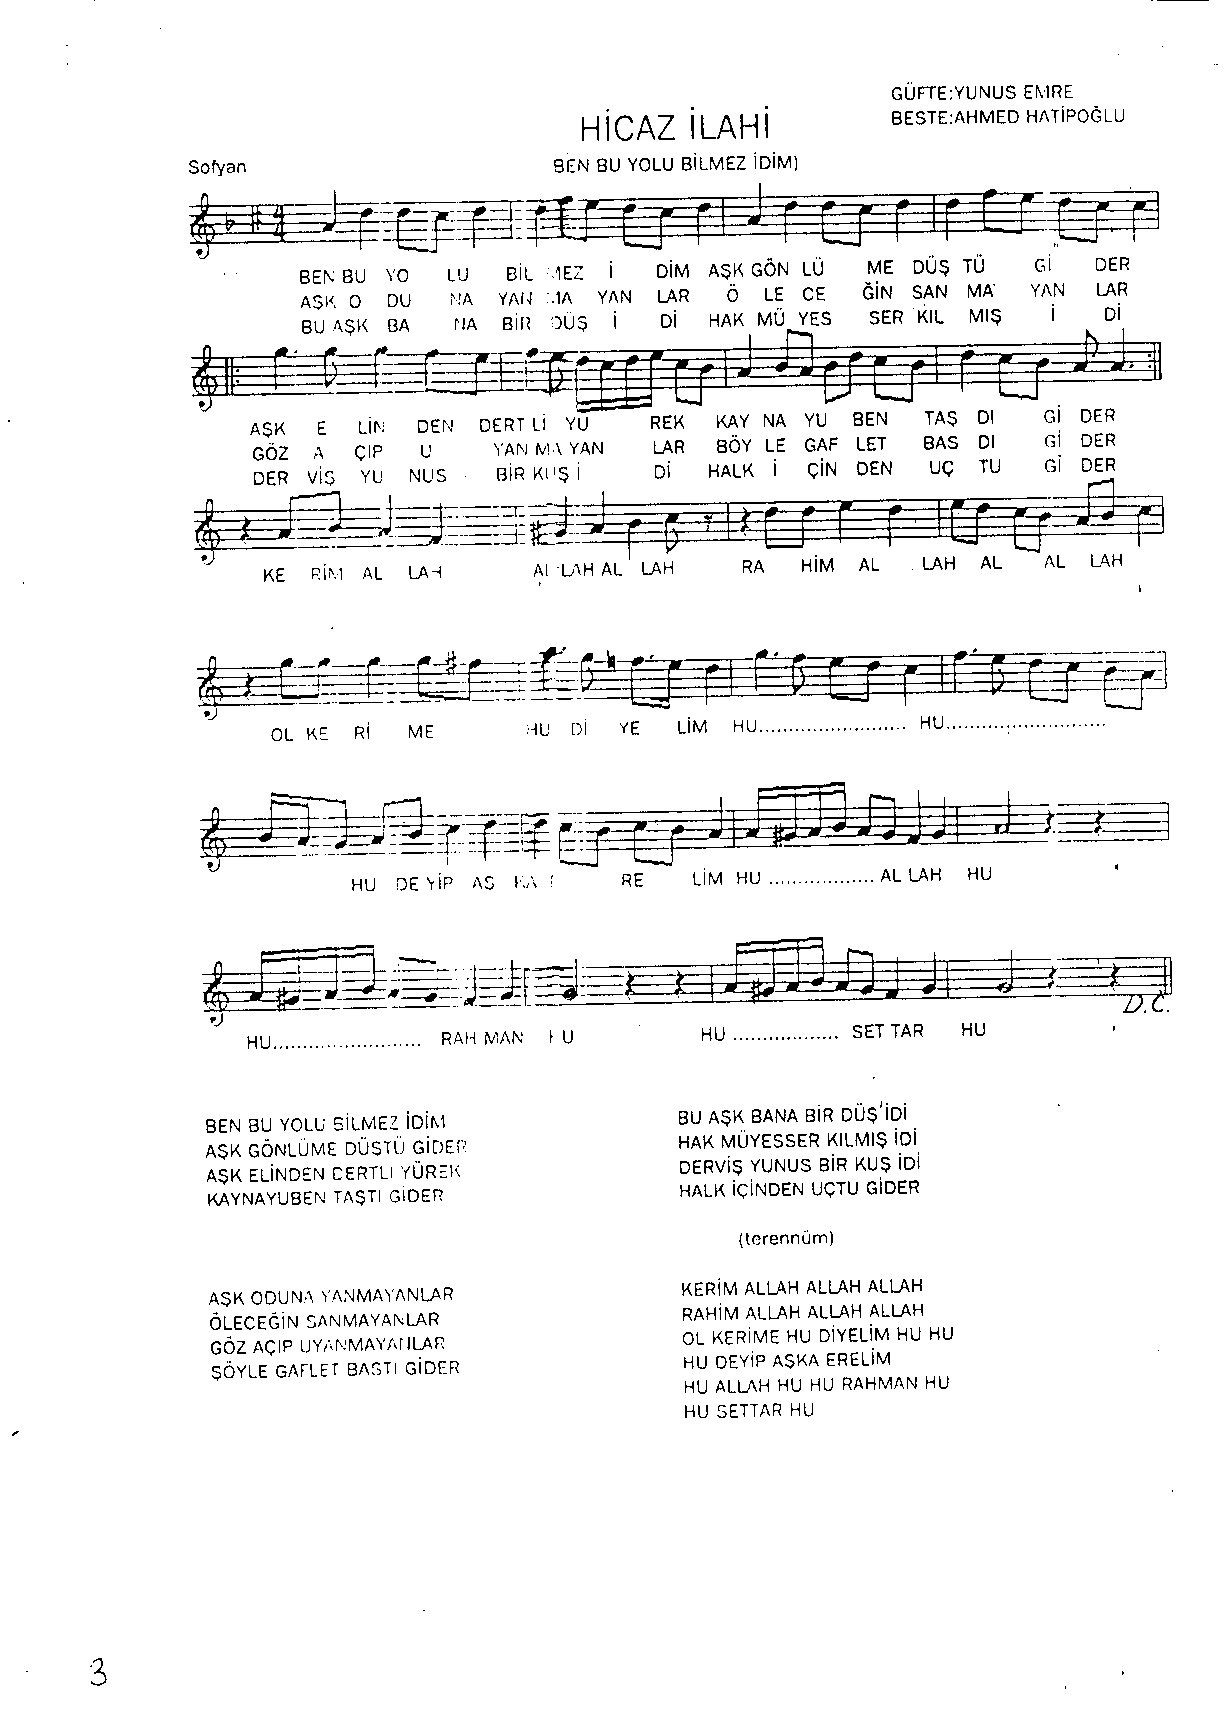 GÜFTE:YUNUS EMRE
HİCAZ İLAHİ
BESTE:AHMED HATİPOĞLU
Sofyan
BEN BU YOLU BİLMEZ İDİM)
BEN BU YO LU BİL MEZ İ DİM AŞK GÖN LÜ ME DÜŞ TÜ Gİ DER
AŞK O DU NA YAN MA YAN LAR Ö LE CE ĞİN SAN MA YAN LAR
BU AŞK BA NA BİR DÜŞ İ Dİ HAK MÜ YES SER KIL MIŞ İ Dİ
AŞK E LİN DEN DERT Lİ YÜ REK KAY NA YU BEN TAŞ DI Gİ DER
GÖZ A ÇIP U YAN MA YAN LAR BÖY LE GAF LET BAS DI Gİ DER
DER VİŞ YU NUS BİR KUŞ İ Dİ HALK İ ÇİN DEN UÇ TU Gİ DER
KE RİM AL LAH AL LAH AL LAH RA HİM AL LAH AL AL LAH
OL KE Rİ ME HU Dİ YE LİM HU......................... HU...........................
HU DE YİP AŞ KA E RE LİM HU .................. AL LAH HU
HU......................... RAH MAN HU HU .................. SET TAR HU
D.C.
BEN BU YOLU BİLMEZ İDİM
AŞK GÖNLÜME DÜŞTÜ GİDER
AŞK ELİNDEN DERTLİ YÜREK
KAYNAYUBEN TAŞTI GİDER
AŞK ODUNA YANMAYANLAR
ÖLECEĞİN SANMAYANLAR
GÖZ AÇIP UYANMAYANLAR
ŞÖYLE GAFLET BASTI GİDER
BU AŞK BANA BİR DÜŞ'İDİ
HAK MÜYESSER KILMIŞ İDİ
DERVİŞ YUNUS BİR KUŞ İDİ
HALK İÇİNDEN UÇTU GİDER
(terennüm)
KERİM ALLAH ALLAH ALLAH
RAHİM ALLAH ALLAH ALLAH
OL KERİME HU DİYELİM HU HU
HU DEYİP AŞKA ERELİM
HU ALLAH HU HU RAHMAN HU
HU SETTAR HU
3